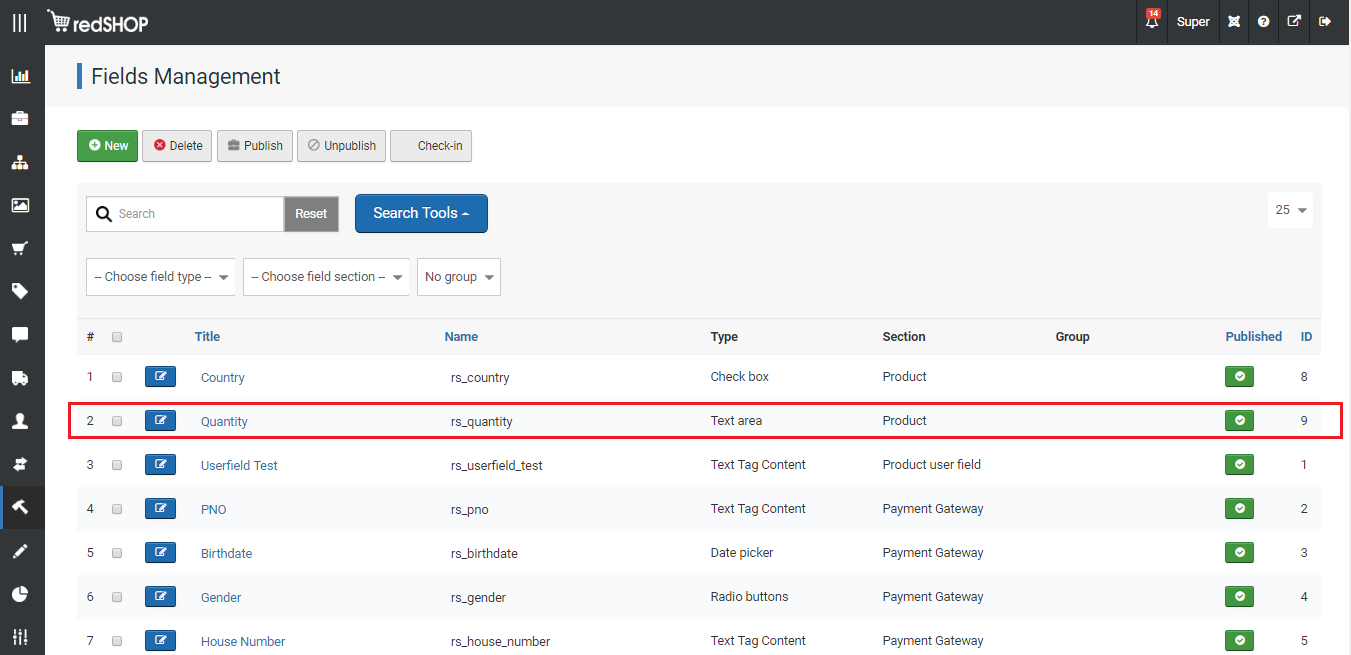 redSHOP 14 Super
Fields Management
New Delete Publish Unpublish Check-in
Search Reset Search Tools 25
-- Choose field type -- -- Choose field section -- No group
# Title Name Type Section Group Published ID
1 Country rs_country Check box Product 8
2 Quantity rs_quantity Text area Product 9
3 Userfield Test rs_userfield_test Text Tag Content Product user field 1
4 PNO rs_pno Text Tag Content Payment Gateway 2
5 Birthdate rs_birthdate Date picker Payment Gateway 3
6 Gender rs_gender Radio buttons Payment Gateway 4
7 House Number rs_house_number Text Tag Content Payment Gateway 5